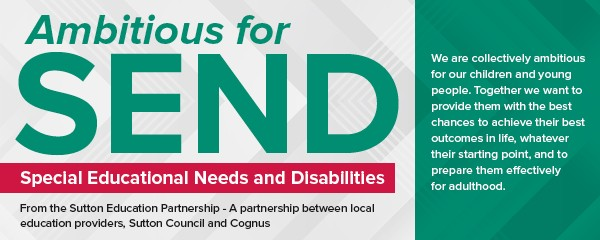 Ambitious for
SEND
Special Educational Needs and Disabilities
From the Sutton Education Partnership - A partnership between local
education providers, Sutton Council and Cognus
We are collectively ambitious
for our children and young
people. Together we want to
provide them with the best
chances to achieve their best
outcomes in life, whatever
their starting point, and to
prepare them effectively
for adulthood.